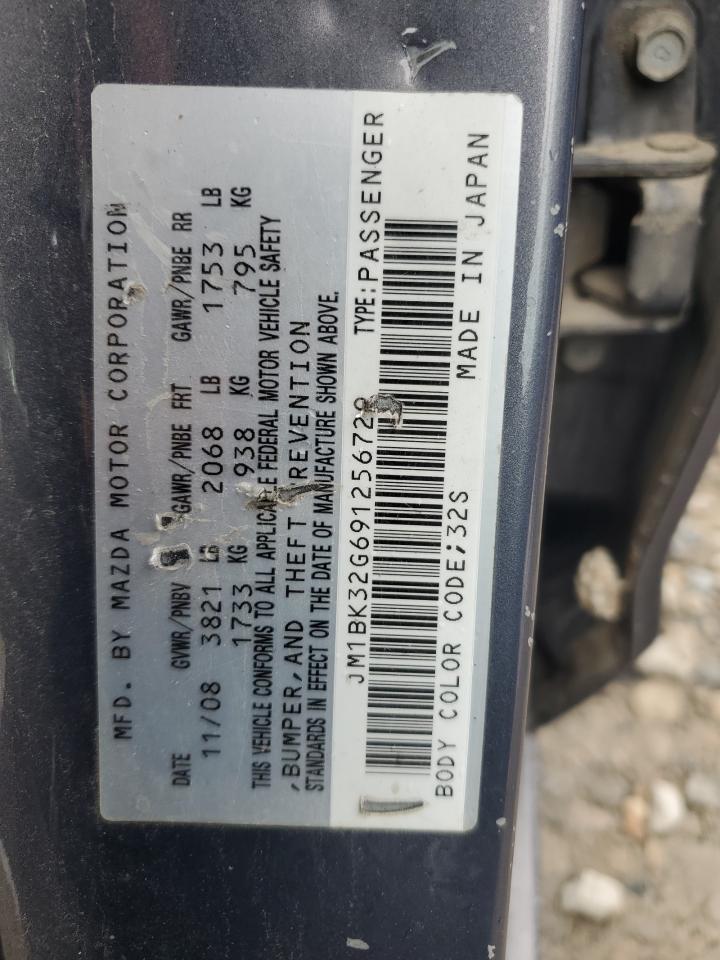 MFD. BY MAZDA MOTOR CORPORATION
DATE GVWR/PNBV GAWR/PNBE FRT GAWR/PNBE RR
11/08 3821 LB 2068 LB 1753 LB
1733 KG 938 KG 795 KG
THIS VEHICLE CONFORMS TO ALL APPLICABLE FEDERAL MOTOR VEHICLE SAFETY
,BUMPER,AND THEFT PREVENTION
STANDARDS IN EFFECT ON THE DATE OF MANUFACTURE SHOWN ABOVE.
JM1BK32G691256729 TYPE:PASSENGER
BODY COLOR CODE;32S MADE IN JAPAN